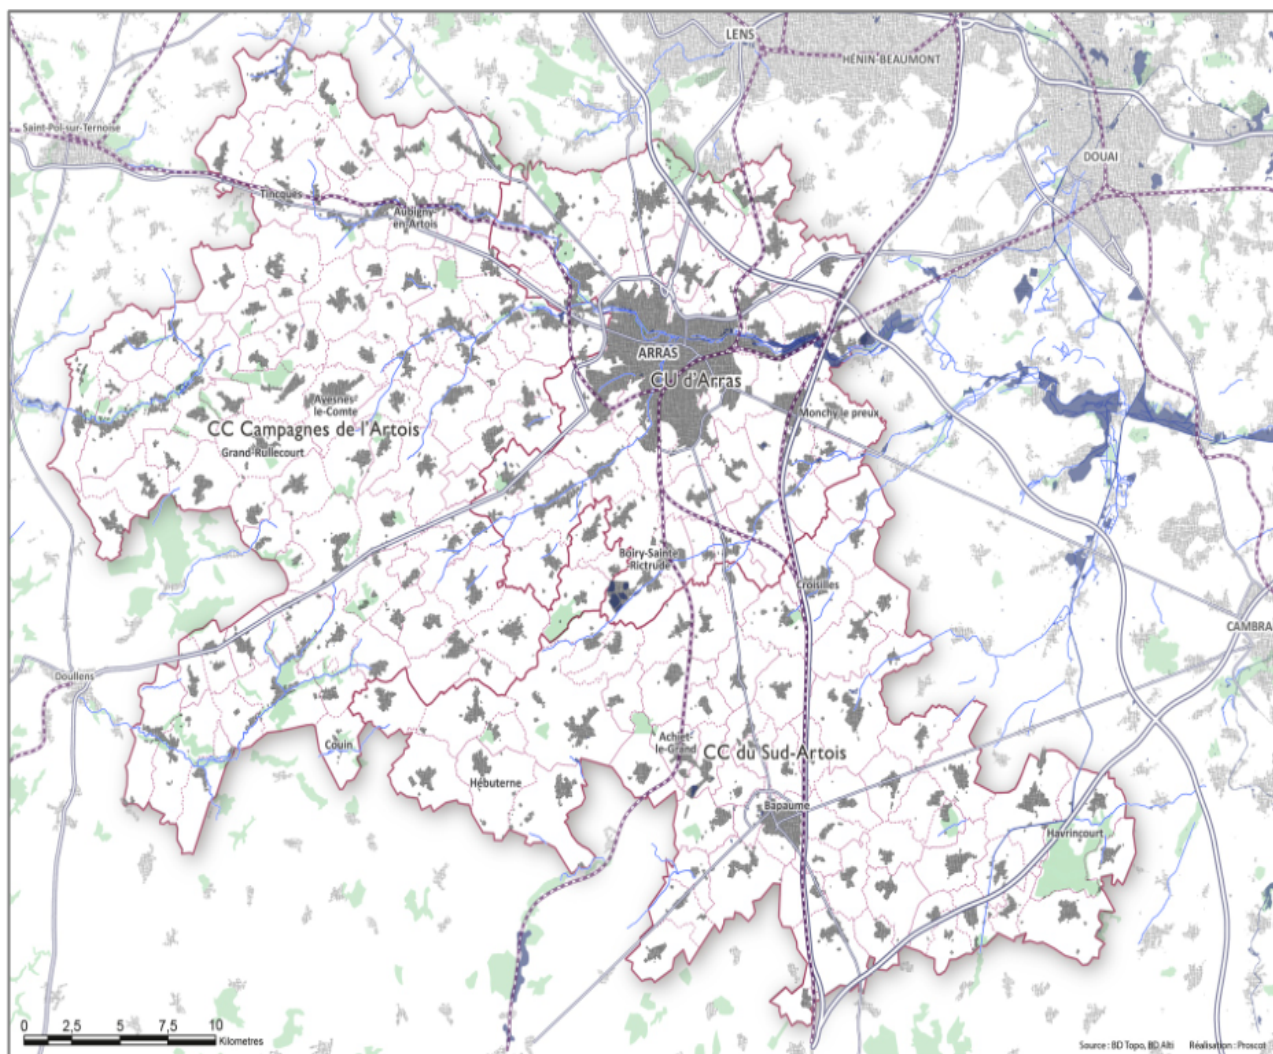 LENS
HÉNIN-BEAUMONT
Saint-Pol-sur-Ternoise
DOUAI
Tincques
Aubigny-
en-Artois
ARRAS
CU d'Arras
Avesnes-
le-Comte
Monchy le preux
CC Campagnes de l'Artois
Grand-Rullecourt
Boiry-Sainte-
Rictrude
Croisilles
CAMBRAI
Doullens
Achiet-
le-Grand
Couin
CC du Sud-Artois
Hébuterne
Bapaume
Havrincourt
0 2,5 5 7,5 10
Kilometres
Source : BD Topo, BD Alti Réalisation : Proscot